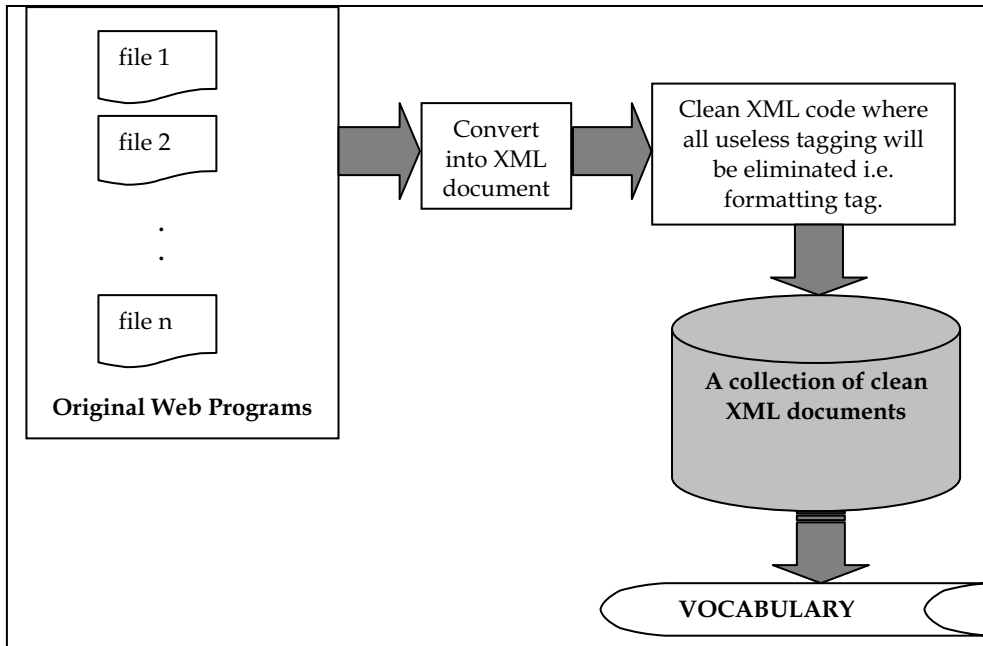 file 1
file 2
.
.
file n
Original Web Programs
Convert
into XML
document
Clean XML code where
all useless tagging will
be eliminated i.e.
formatting tag.
A collection of clean
XML documents
VOCABULARY